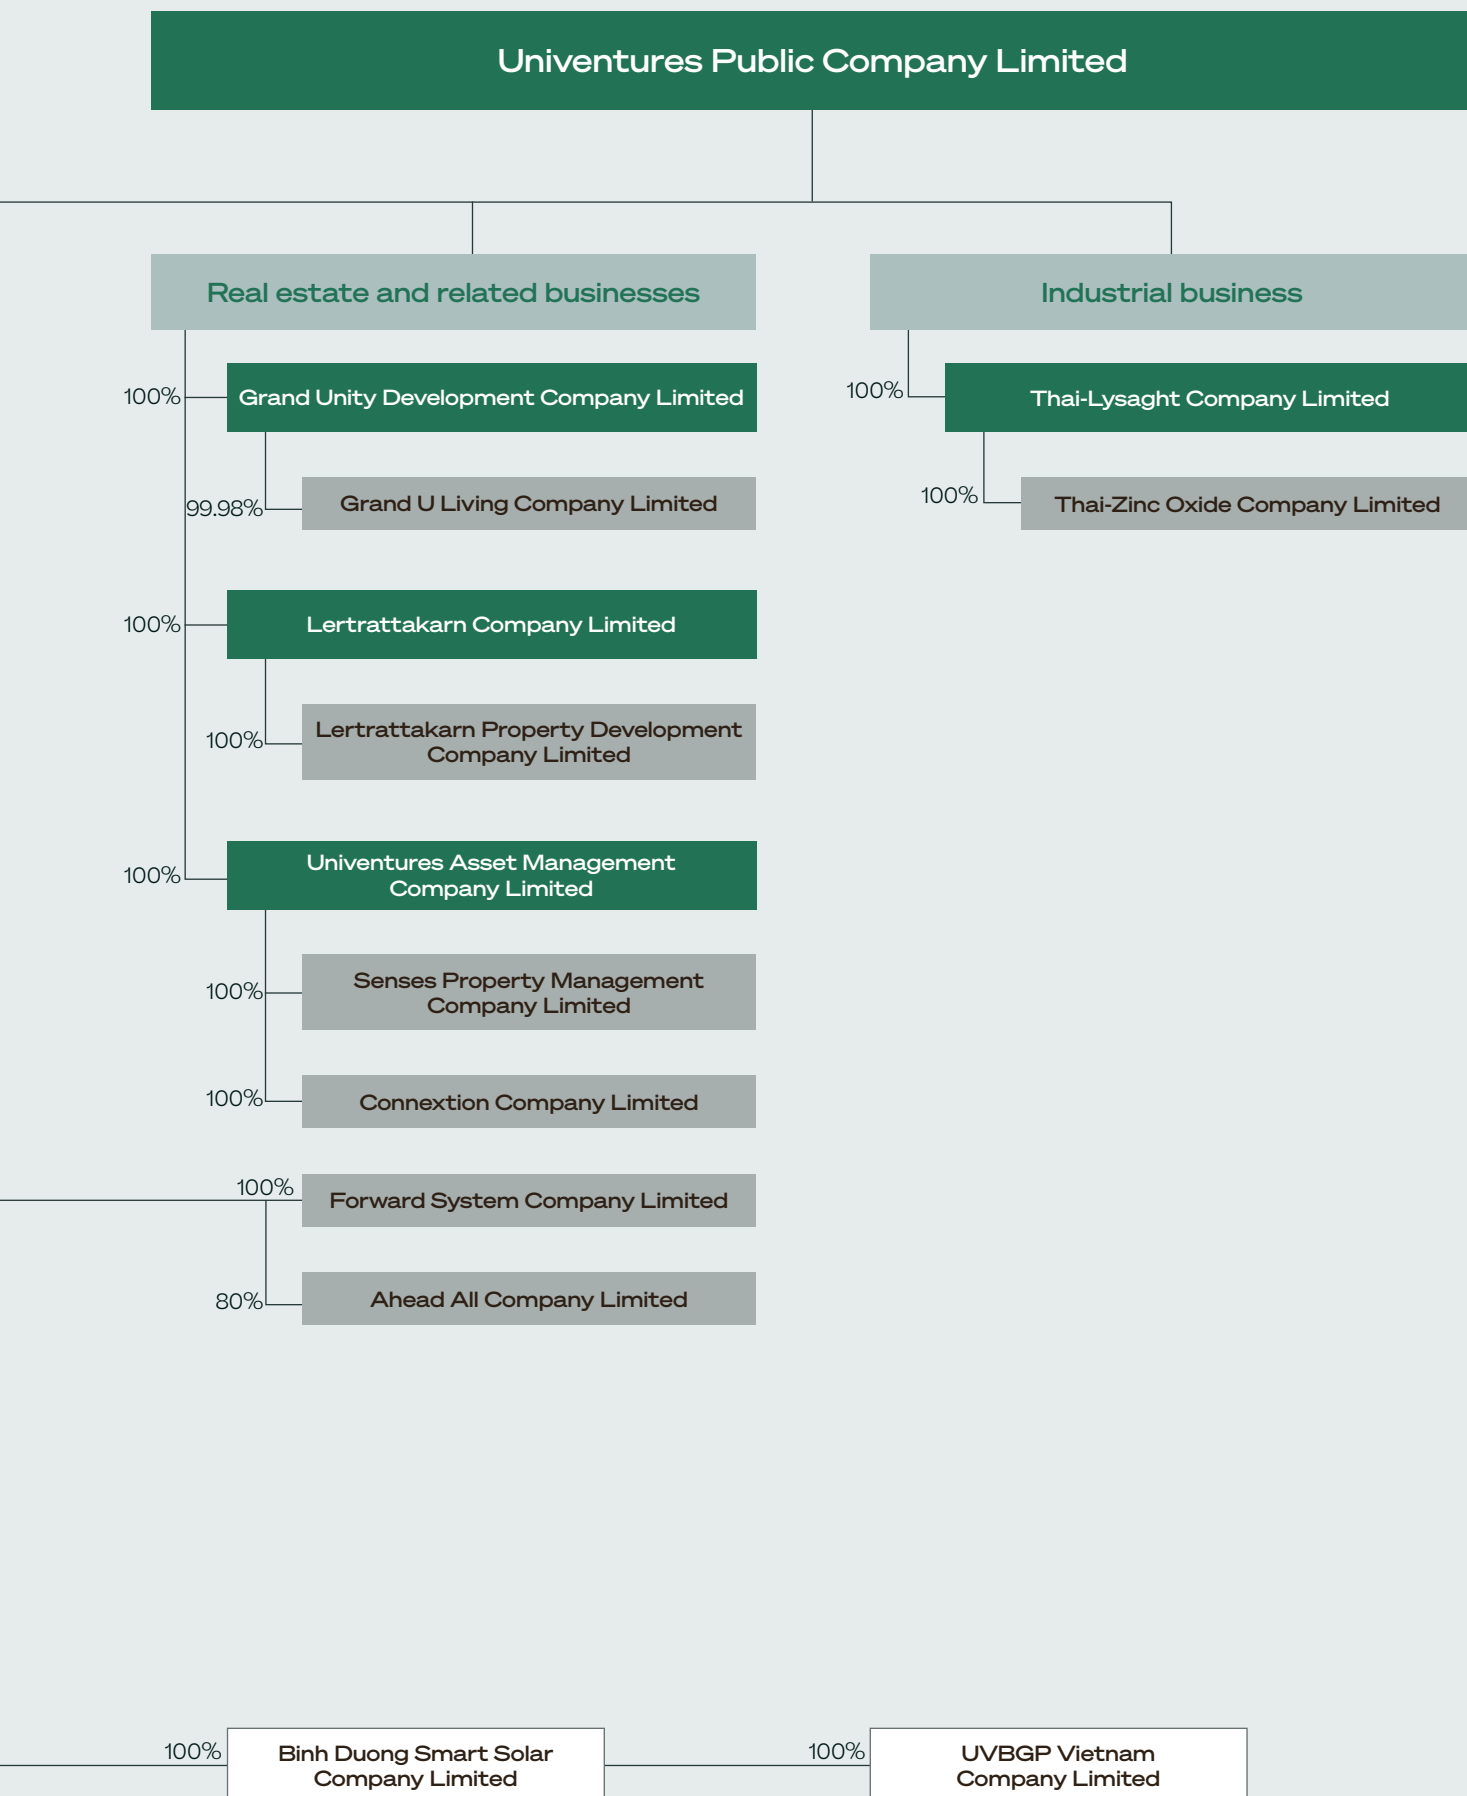 Univentures Public Company Limited
Real estate and related businesses
100%
Grand Unity Development Company Limited
99.98%
Grand U Living Company Limited
100%
Lertrattakarn Company Limited
100%
Lertrattakarn Property Development
Company Limited
100%
Univentures Asset Management
Company Limited
100%
Senses Property Management
Company Limited
100%
Connextion Company Limited
100%
Forward System Company Limited
80%
Ahead All Company Limited
Industrial business
100%
Thai-Lysaght Company Limited
100%
Thai-Zinc Oxide Company Limited
100%
Binh Duong Smart Solar
Company Limited
100%
UVBGP Vietnam
Company Limited